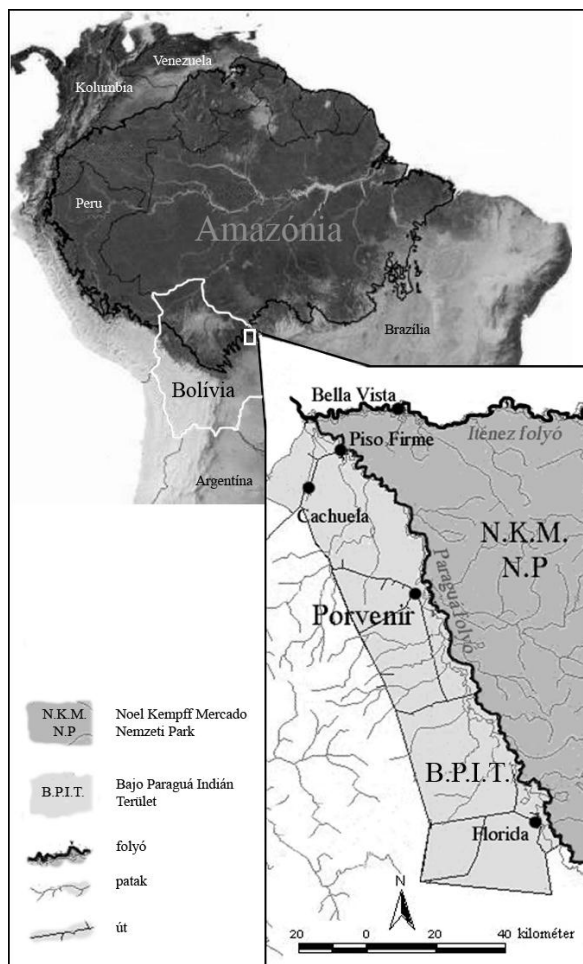 Venezuela
Kolumbia
Peru
Amazónia
Brazília
Bolívia
Argentína
Bella Vista
Itenez folyó
Piso Firme
Cachuela
N.K.M.
N.P
Paraguá folyó
Porvenir
B.P.I.T.
Florida
N.K.M.
N.P
Noel Kempff Mercado
Nemzeti Park
B.P.I.T.
Bajo Paraguá Indián
Terület
folyó
patak
út
N
20 0 20 40 kilométer